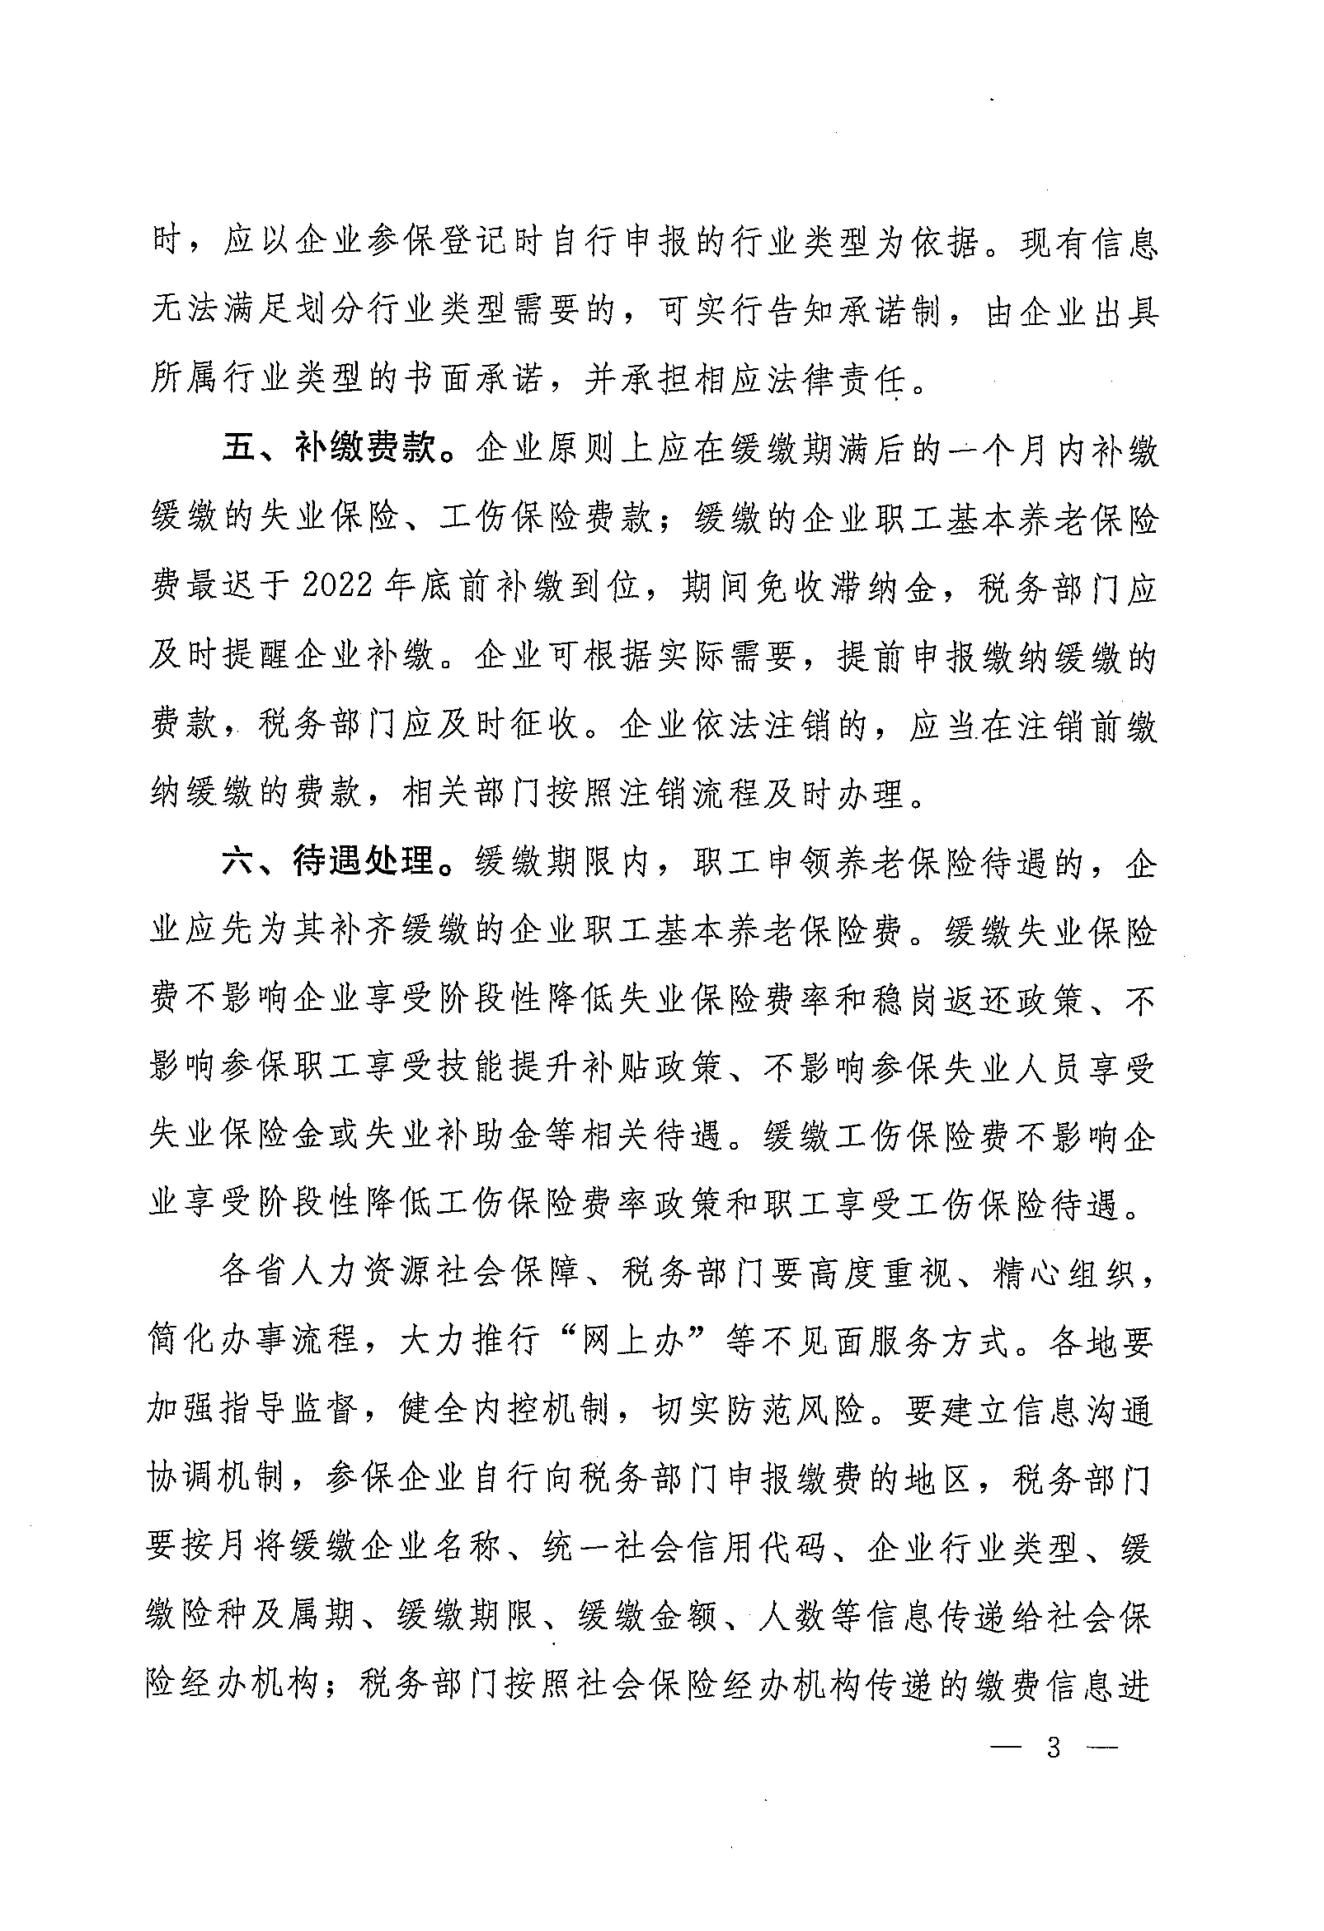 时，应以企业参保登记时自行申报的行业类型为依据。现有信息
无法满足划分行业类型需要的，可实行告知承诺制，由企业出具
所属行业类型的书面承诺，并承担相应法律责任。
五、补缴费款。企业原则上应在缓缴期满后的一个月内补缴
缓缴的失业保险、工伤保险费款；缓缴的企业职工基本养老保险
费最迟于 2022 年底前补缴到位，期间免收滞纳金，税务部门应
及时提醒企业补缴。企业可根据实际需要，提前申报缴纳缓缴的
费款，税务部门应及时征收。企业依法注销的，应当在注销前缴
纳缓缴的费款，相关部门按照注销流程及时办理。
六、待遇处理。缓缴期限内，职工申领养老保险待遇的，企
业应先为其补齐缓缴的企业职工基本养老保险费。缓缴失业保险
费不影响企业享受阶段性降低失业保险费率和稳岗返还政策、不
影响参保职工享受技能提升补贴政策、不影响参保失业人员享受
失业保险金或失业补助金等相关待遇。缓缴工伤保险费不影响企
业享受阶段性降低工伤保险费率政策和职工享受工伤保险待遇。
各省人力资源社会保障、税务部门要高度重视、精心组织，
简化办事流程，大力推行“网上办”等不见面服务方式。各地要
加强指导监督，健全内控机制，切实防范风险。要建立信息沟通
协调机制，参保企业自行向税务部门申报缴费的地区，税务部门
要按月将缓缴企业名称、统一社会信用代码、企业行业类型、缓
缴险种及属期、缓缴期限、缓缴金额、人数等信息传递给社会保
险经办机构；税务部门按照社会保险经办机构传递的缴费信息进
— 3 —